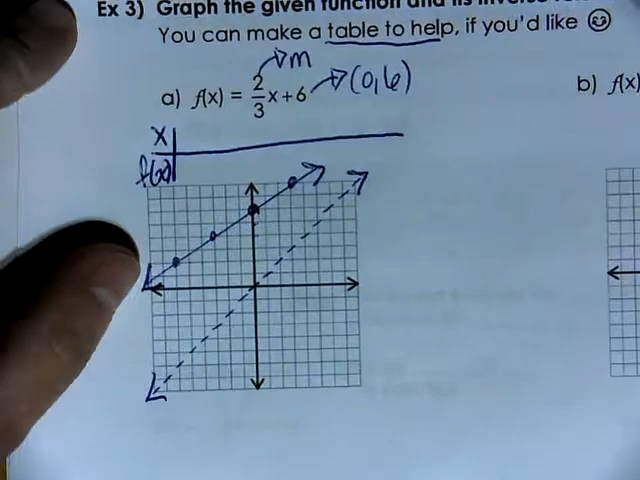 Ex 3) Graph the given function and its inverse
You can make a table to help, if you'd like
m
a) f(x) = 2/3 x + 6 (0,6)
b) f(x)
x
f(x)